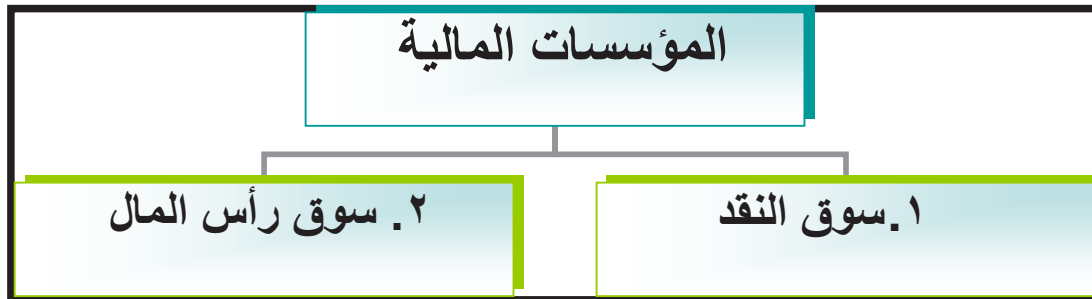 المؤسسات المالية
١.سوق النقد
٢. سوق رأس المال